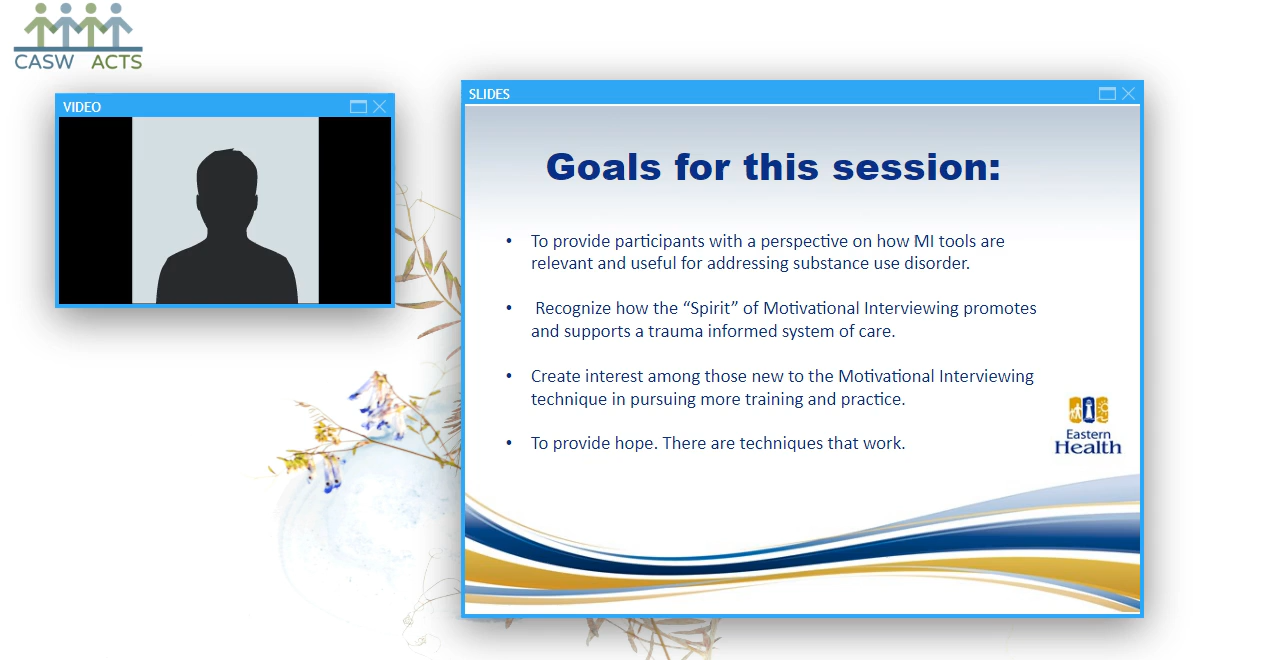 CASW ACTS
VIDEO
SLIDES
Goals for this session:
• To provide participants with a perspective on how MI tools are
relevant and useful for addressing substance use disorder.
• Recognize how the “Spirit” of Motivational Interviewing promotes
and supports a trauma informed system of care.
• Create interest among those new to the Motivational Interviewing
technique in pursuing more training and practice.
• To provide hope. There are techniques that work.
Eastern
Health